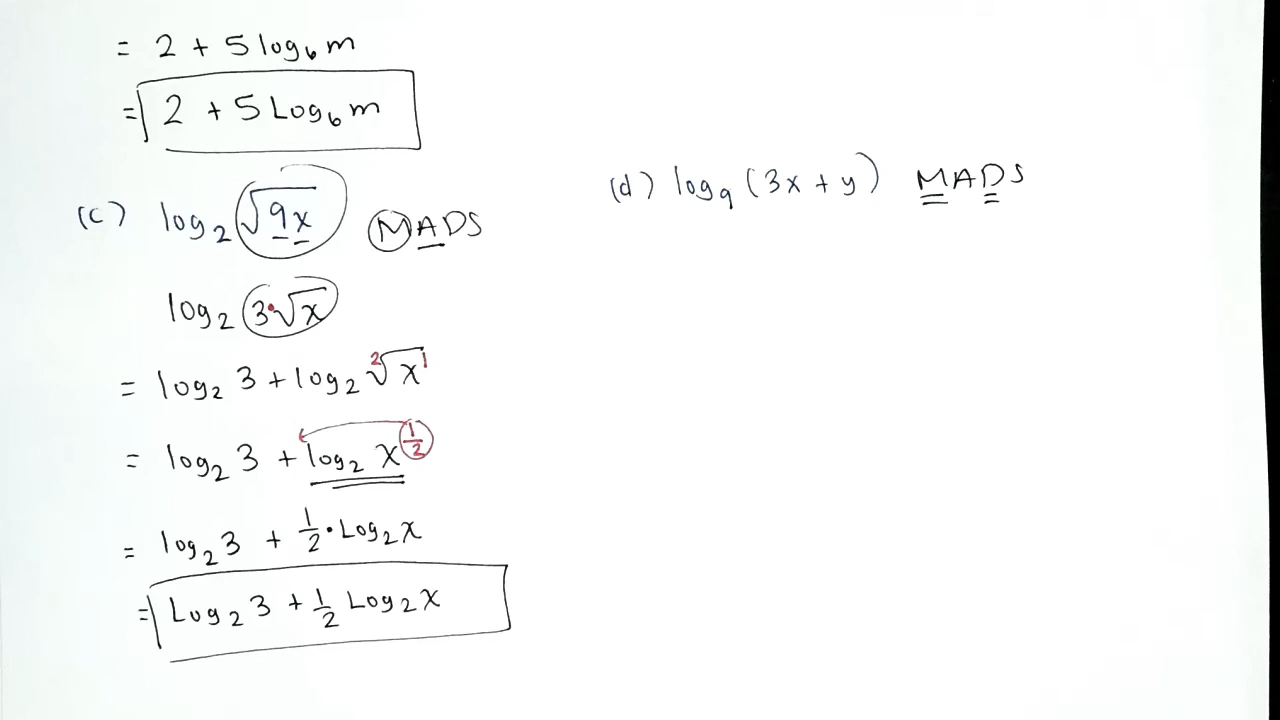 = 2 + 5 log₆ m
= 2 + 5 Log₆ m
(c) log₂ √9x MADS
log₂ 3·√x
= log₂ 3 + log₂ ²√x¹
= log₂ 3 + log₂ x^(1/2)
= log₂ 3 + 1/2 · Log₂ x
= Log₂ 3 + 1/2 Log₂ x
(d) log₉ (3x + y) MADS